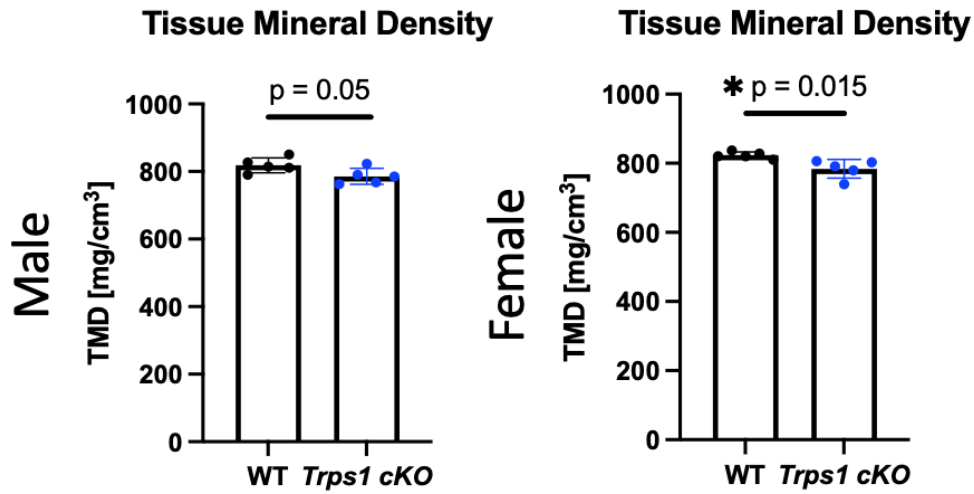 Tissue Mineral Density
Male
TMD [mg/cm³]
1000
800
600
400
200
0
p = 0.05
WT
Trps1 cKO
Tissue Mineral Density
Female
TMD [mg/cm³]
1000
800
600
400
200
0
✱ p = 0.015
WT
Trps1 cKO